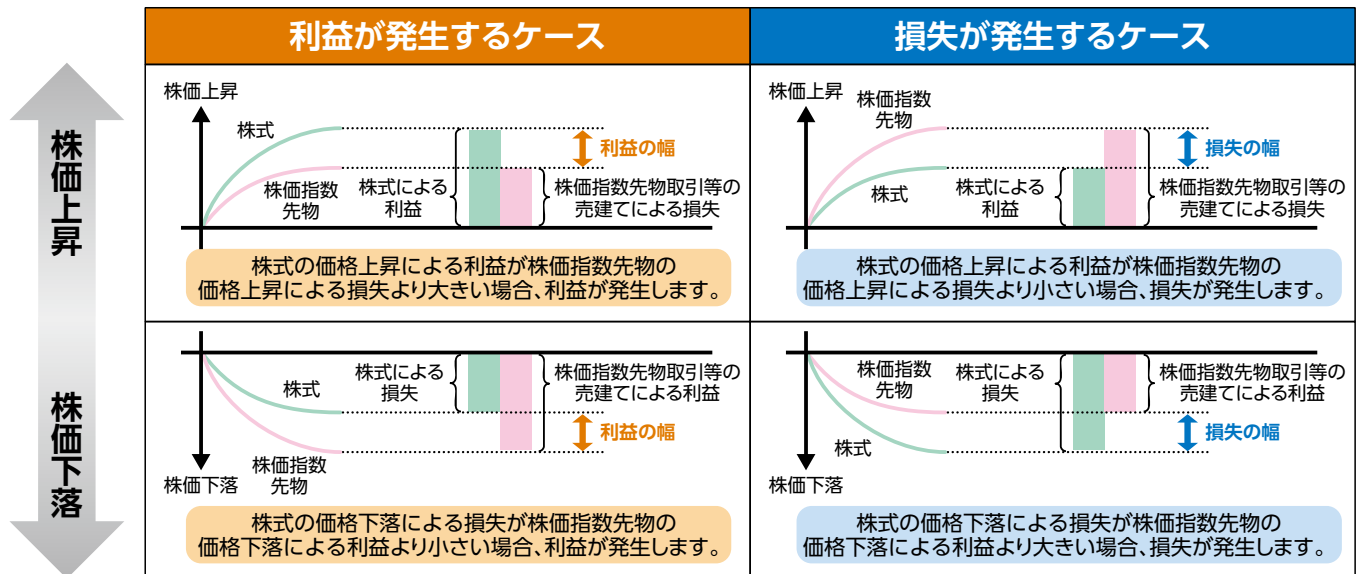 利益が発生するケース
損失が発生するケース
株価上昇
株価上昇
株式
株価指数
先物
株式による
利益
利益の幅
株価指数先物取引等の
売建てによる損失
株式の価格上昇による利益が株価指数先物の
価格上昇による損失より大きい場合、利益が発生します。
株価上昇
株価指数
先物
株式
株式による
利益
損失の幅
株価指数先物取引等の
売建てによる損失
株式の価格上昇による利益が株価指数先物の
価格上昇による損失より小さい場合、損失が発生します。
株価下落
株式
株価指数
先物
株価下落
株式による
損失
株価指数先物取引等の
売建てによる利益
利益の幅
株式の価格下落による損失が株価指数先物の
価格下落による利益より小さい場合、利益が発生します。
株価指数
先物
株式
株価下落
株式による
損失
株価指数先物取引等の
売建てによる利益
損失の幅
株式の価格下落による損失が株価指数先物の
価格下落による利益より大きい場合、損失が発生します。